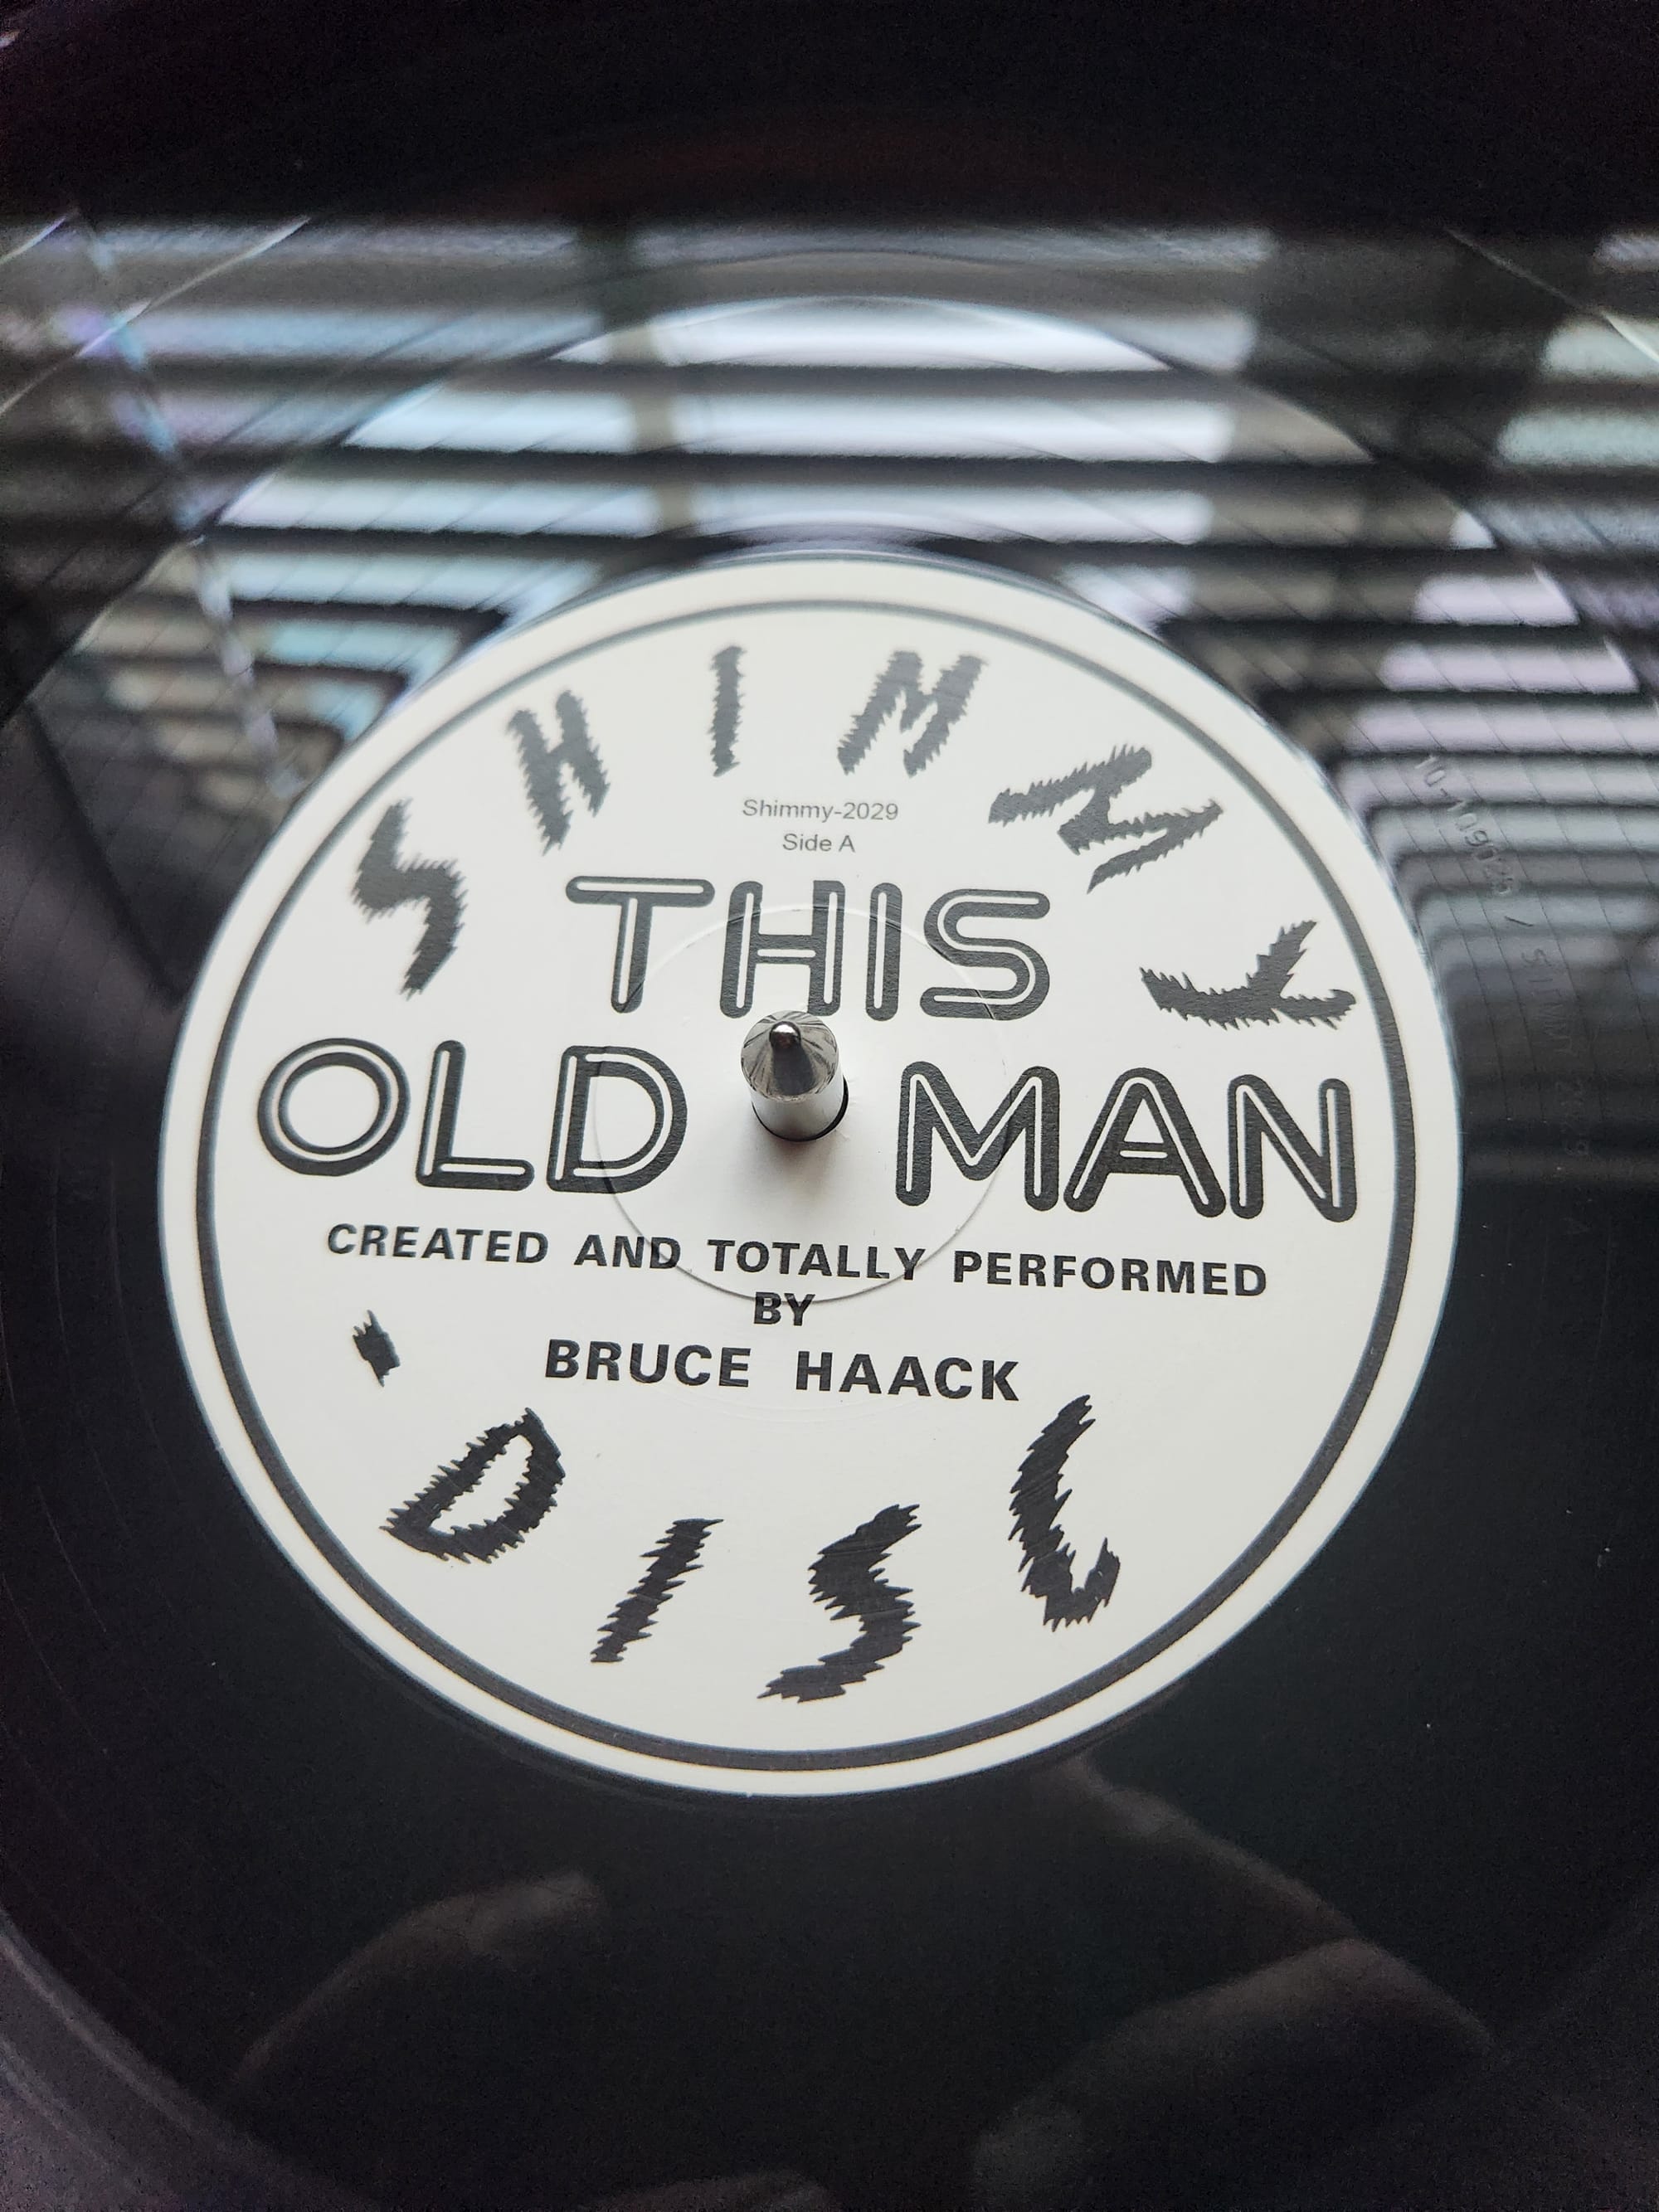 SHIMMY
Shimmy-2029
Side A
THIS
OLD MAN
CREATED AND TOTALLY PERFORMED
BY
BRUCE HAACK
'DISC